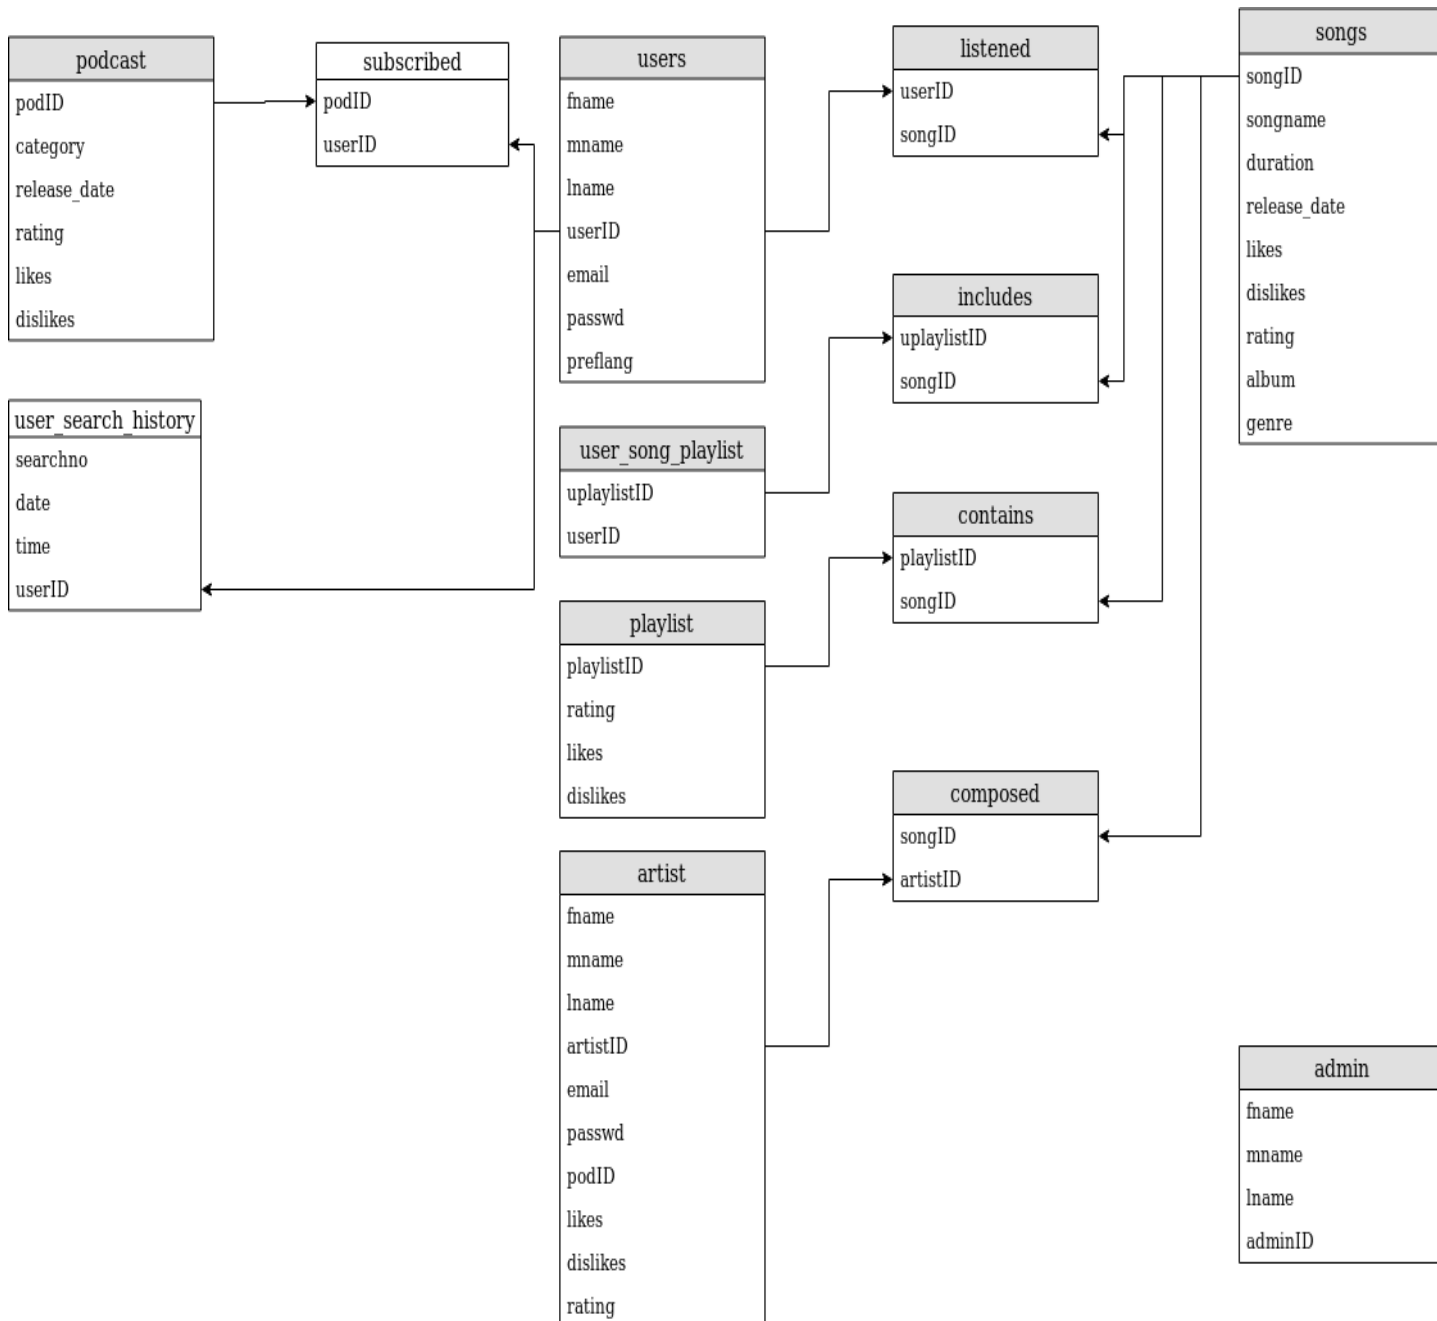 podcast
podID
category
release_date
rating
likes
dislikes
subscribed
podID
userID
users
fname
mname
lname
userID
email
passwd
preflang
listened
userID
songID
songs
songID
songname
duration
release_date
likes
dislikes
rating
album
genre
includes
uplaylistID
songID
user_search_history
searchno
date
time
userID
user_song_playlist
uplaylistID
userID
contains
playlistID
songID
playlist
playlistID
rating
likes
dislikes
composed
songID
artistID
artist
fname
mname
lname
artistID
email
passwd
podID
likes
dislikes
rating
admin
fname
mname
lname
adminID